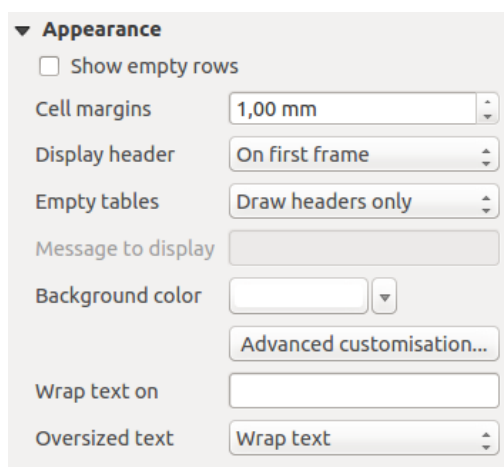 Appearance
Show empty rows
Cell margins 1,00 mm
Display header On first frame
Empty tables Draw headers only
Message to display
Background color
Advanced customisation...
Wrap text on
Oversized text Wrap text